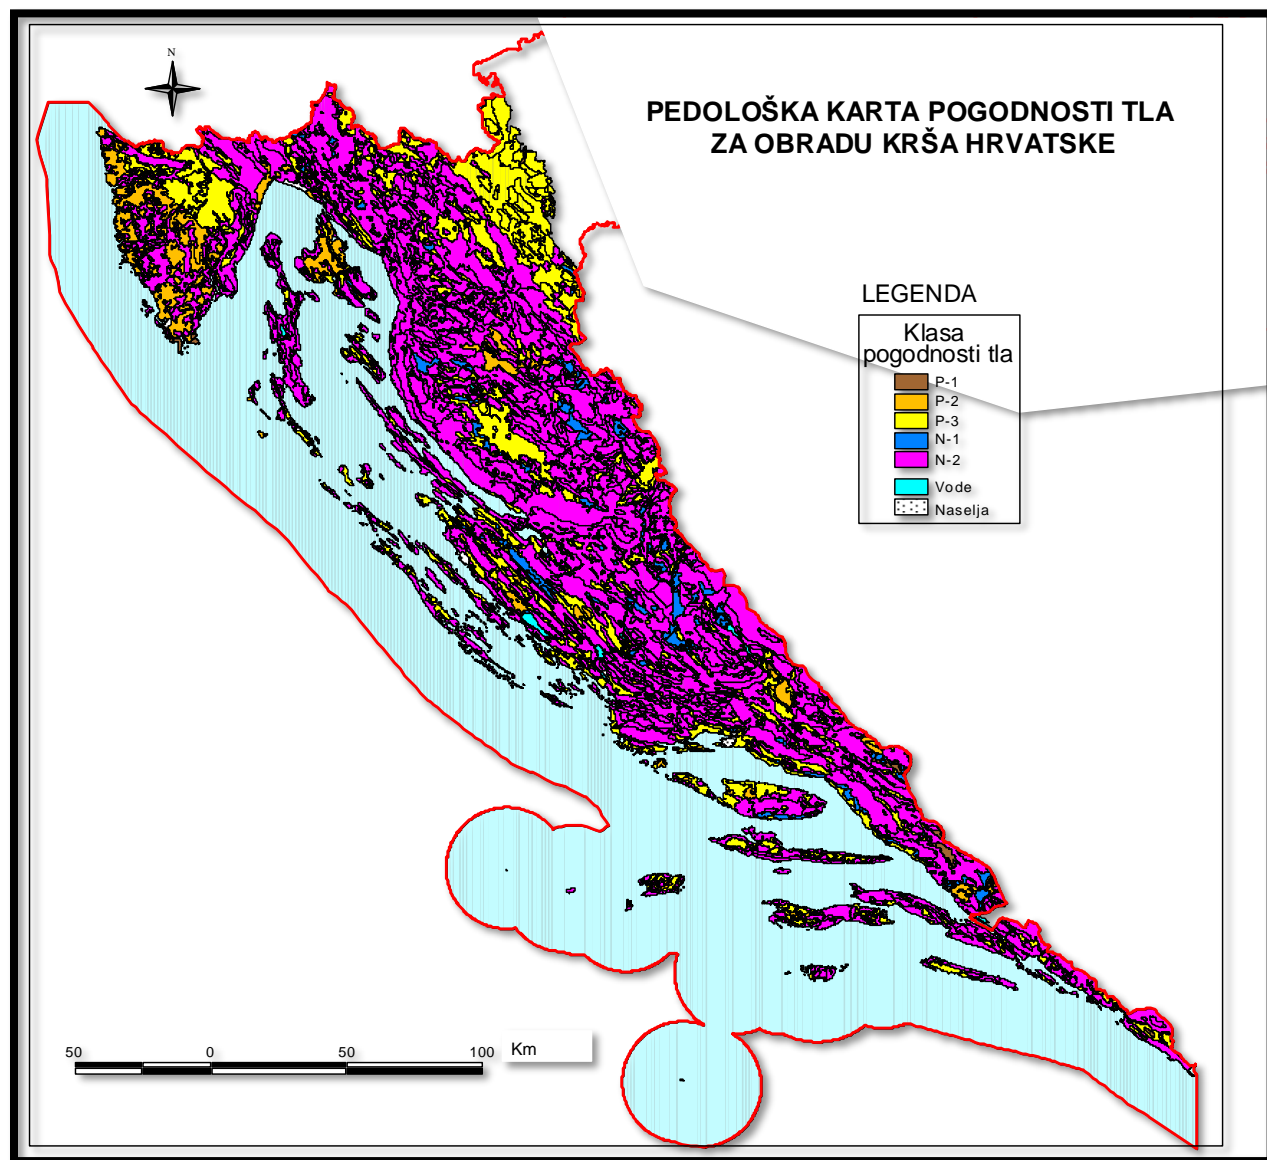 N
PEDOLOŠKA KARTA POGODNOSTI TLA
ZA OBRADU KRŠA HRVATSKE
LEGENDA
Klasa
pogodnosti tla
P-1
P-2
P-3
N-1
N-2
Vode
Naselja
50 0 50 100 Km